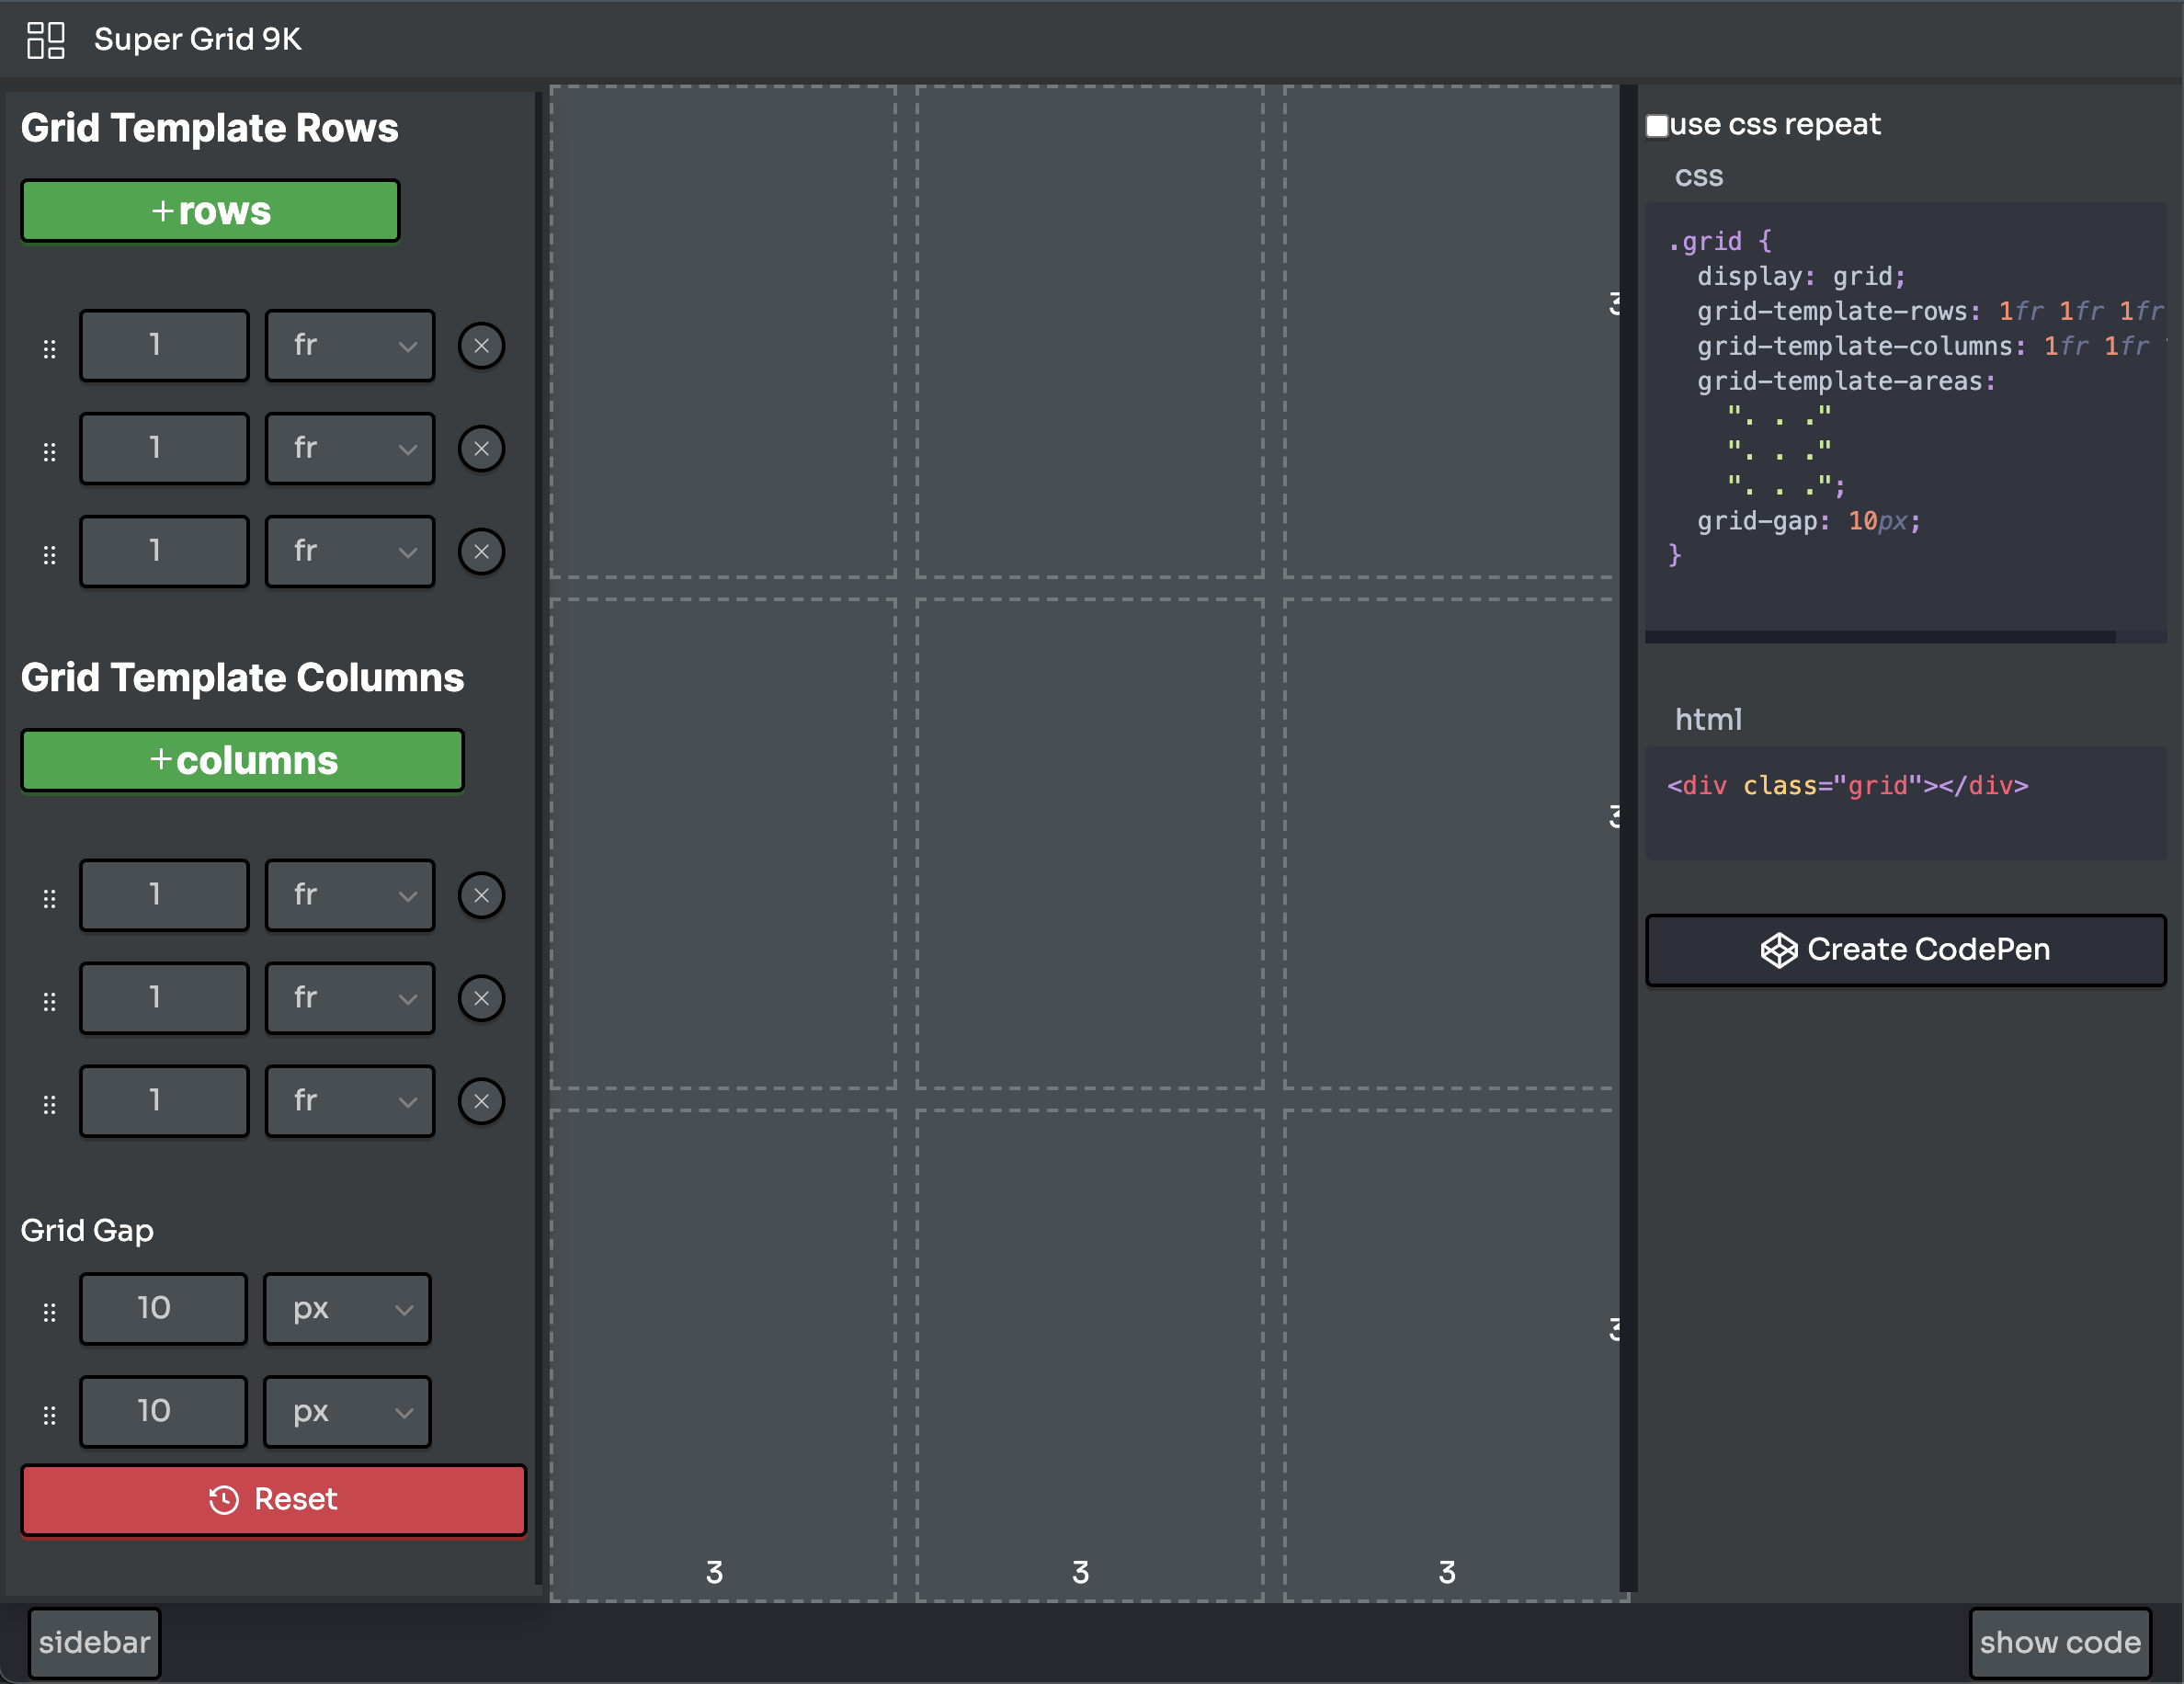 Super Grid 9K
Grid Template Rows
+rows
1 fr
1 fr
1 fr
Grid Template Columns
+columns
1 fr
1 fr
1 fr
Grid Gap
10 px
10 px
Reset
sidebar
3
3
3
3 3 3
use css repeat
css
.grid {
display: grid;
grid-template-rows: 1fr 1fr 1fr
grid-template-columns: 1fr 1fr
grid-template-areas:
". . ."
". . ."
". . .";
grid-gap: 10px;
}
html
<div class="grid"></div>
Create CodePen
show code